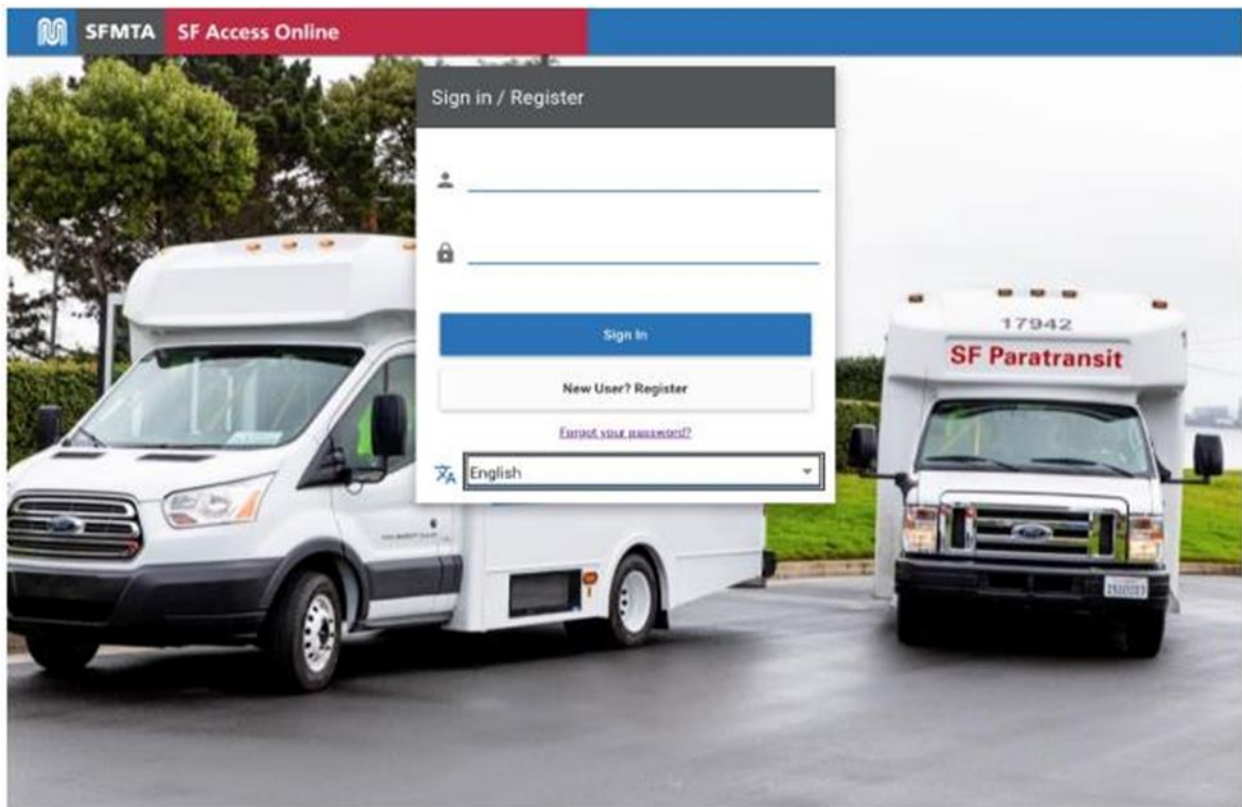 SFMTA SF Access Online
Sign in / Register
Sign In
New User? Register
Forgot your password?
English
17942
SF Paratransit